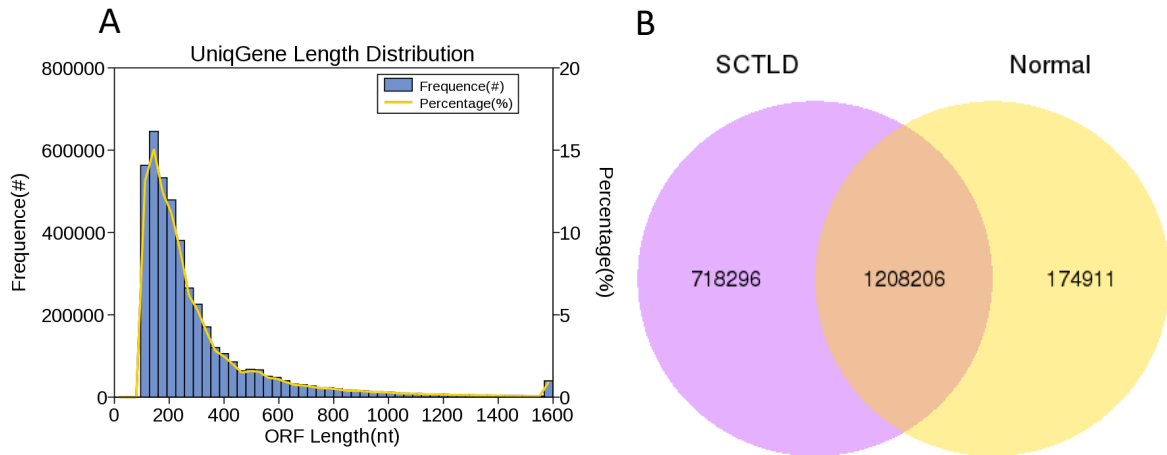 A
UniqGene Length Distribution
800000
600000
400000
200000
0
Frequence(#)
20
15
10
5
0
Percentage(%)
Frequence(#)
Percentage(%)
0 200 400 600 800 1000 1200 1400 1600
ORF Length(nt)
B
SCTLD Normal
718296 1208206 174911